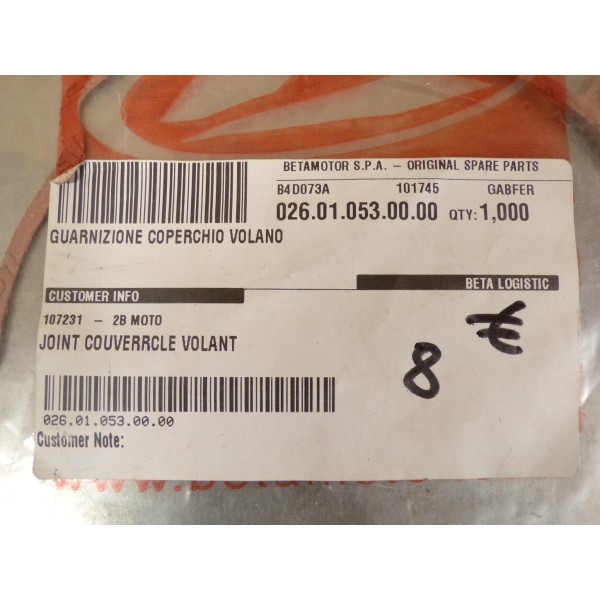 BETAMOTOR S.P.A. – ORIGINAL SPARE PARTS
B4D073A 101745 GABFER
026.01.053.00.00 QTY: 1,000
GUARNIZIONE COPERCHIO VOLANO
BETA LOGISTIC
CUSTOMER INFO
107231 – 2B MOTO
JOINT COUVERRCLE VOLANT
8 €
026.01.053.00.00
Customer Note: